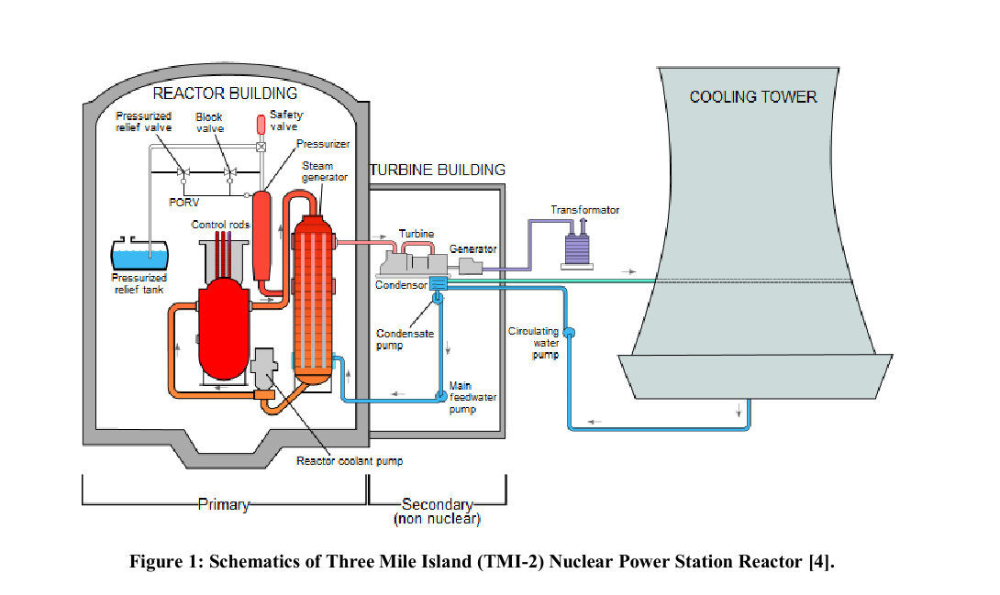 REACTOR BUILDING
Pressurized
relief valve
Block
valve
Safety
valve
Pressurizer
Steam
generator
PORV
Control rods
Pressurized
relief tank
Reactor coolant pump
TURBINE BUILDING
Turbine
Generator
Condensor
Condensate
pump
Main
feedwater
pump
Transformator
Circulating
water
pump
COOLING TOWER
Primary
Secondary
(non nuclear)
Figure 1: Schematics of Three Mile Island (TMI-2) Nuclear Power Station Reactor [4].